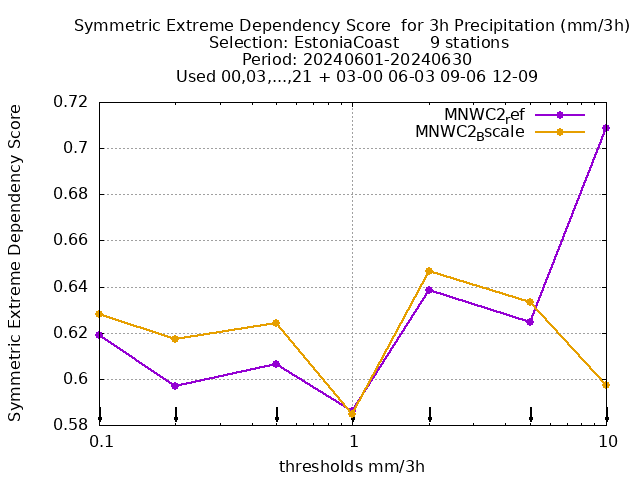 Symmetric Extreme Dependency Score  for 3h Precipitation (mm/3h)
Selection: EstoniaCoast      9 stations
Period: 20240601-20240630
Used 00,03,...,21 + 03-00 06-03 09-06 12-09
Symmetric Extreme Dependency Score
0.72
0.7
0.68
0.66
0.64
0.62
0.6
0.58
MNWC2ref
MNWC2Bscale
0.1
1
10
thresholds mm/3h